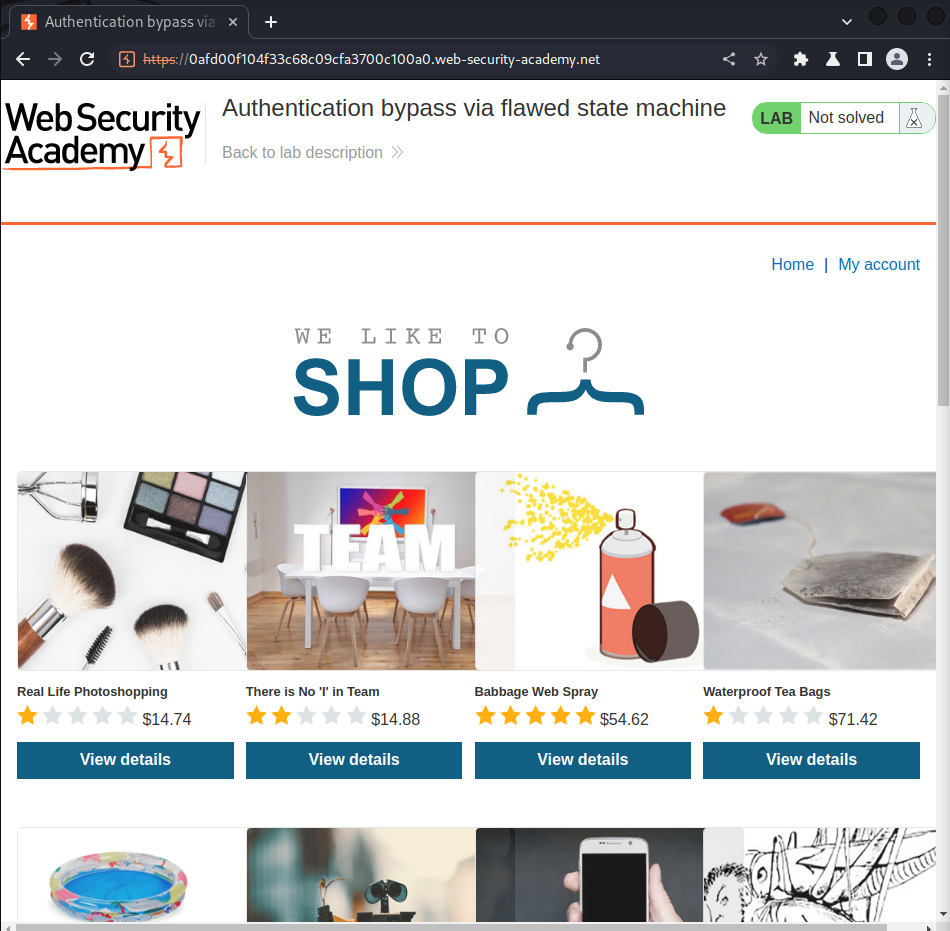 Authentication bypass via
https://0afd00f104f33c68c09cfa3700c100a0.web-security-academy.net
Web Security
Academy
Authentication bypass via flawed state machine
Back to lab description
LAB Not solved
Home | My account
WE LIKE TO
SHOP
TEAM
Real Life Photoshopping
There is No 'I' in Team
Babbage Web Spray
Waterproof Tea Bags
$14.74
$14.88
$54.62
$71.42
View details
View details
View details
View details